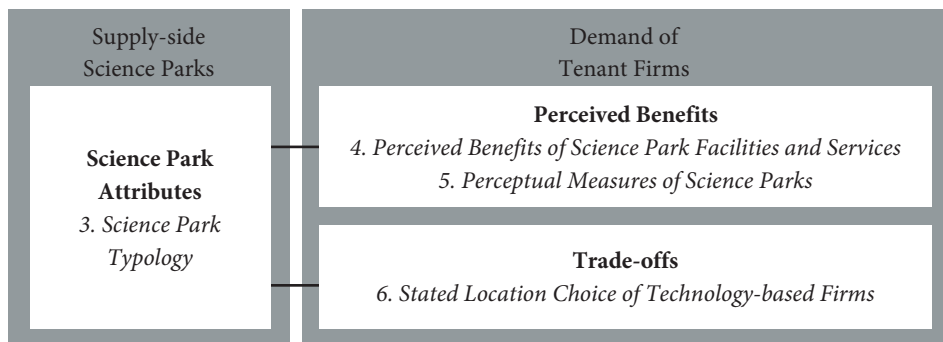 Supply-side
Science Parks
Science Park
Attributes
3. Science Park
Typology
Demand of
Tenant Firms
Perceived Benefits
4. Perceived Benefits of Science Park Facilities and Services
5. Perceptual Measures of Science Parks
Trade-offs
6. Stated Location Choice of Technology-based Firms